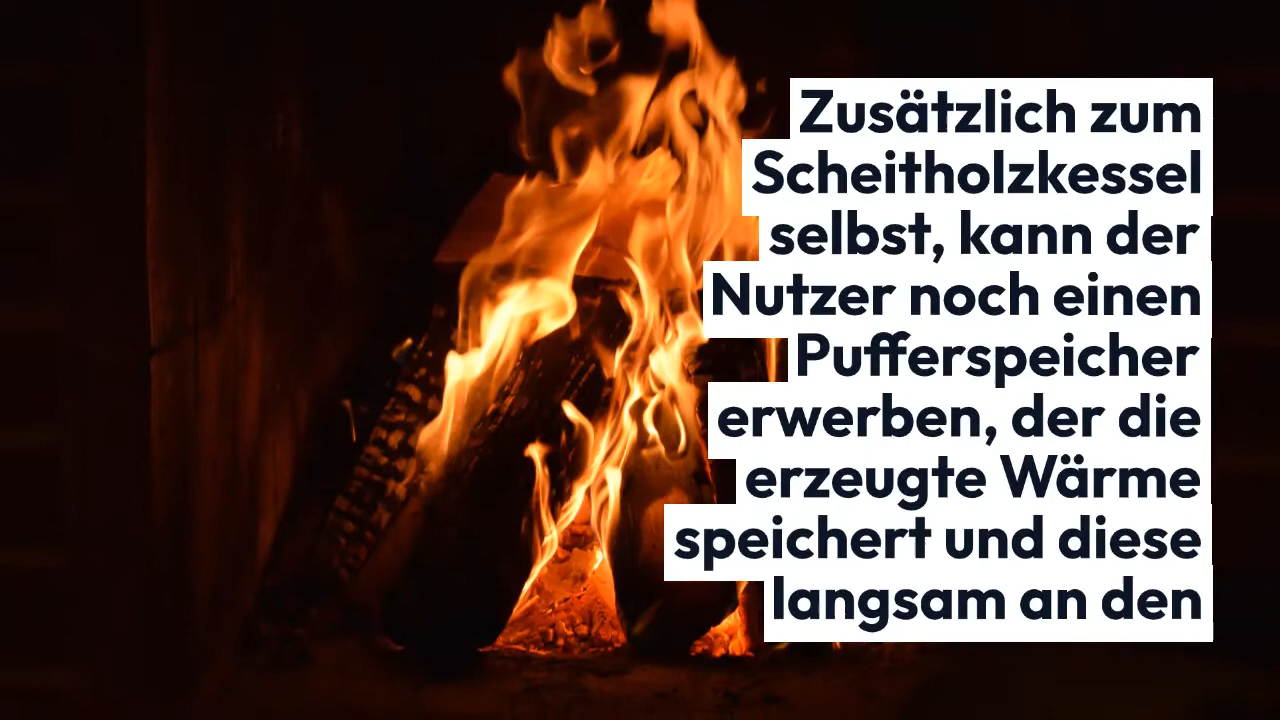 Zusätzlich zum
Scheitholzkessel
selbst, kann der
Nutzer noch einen
Pufferspeicher
erwerben, der die
erzeugte Wärme
speichert und diese
langsam an den